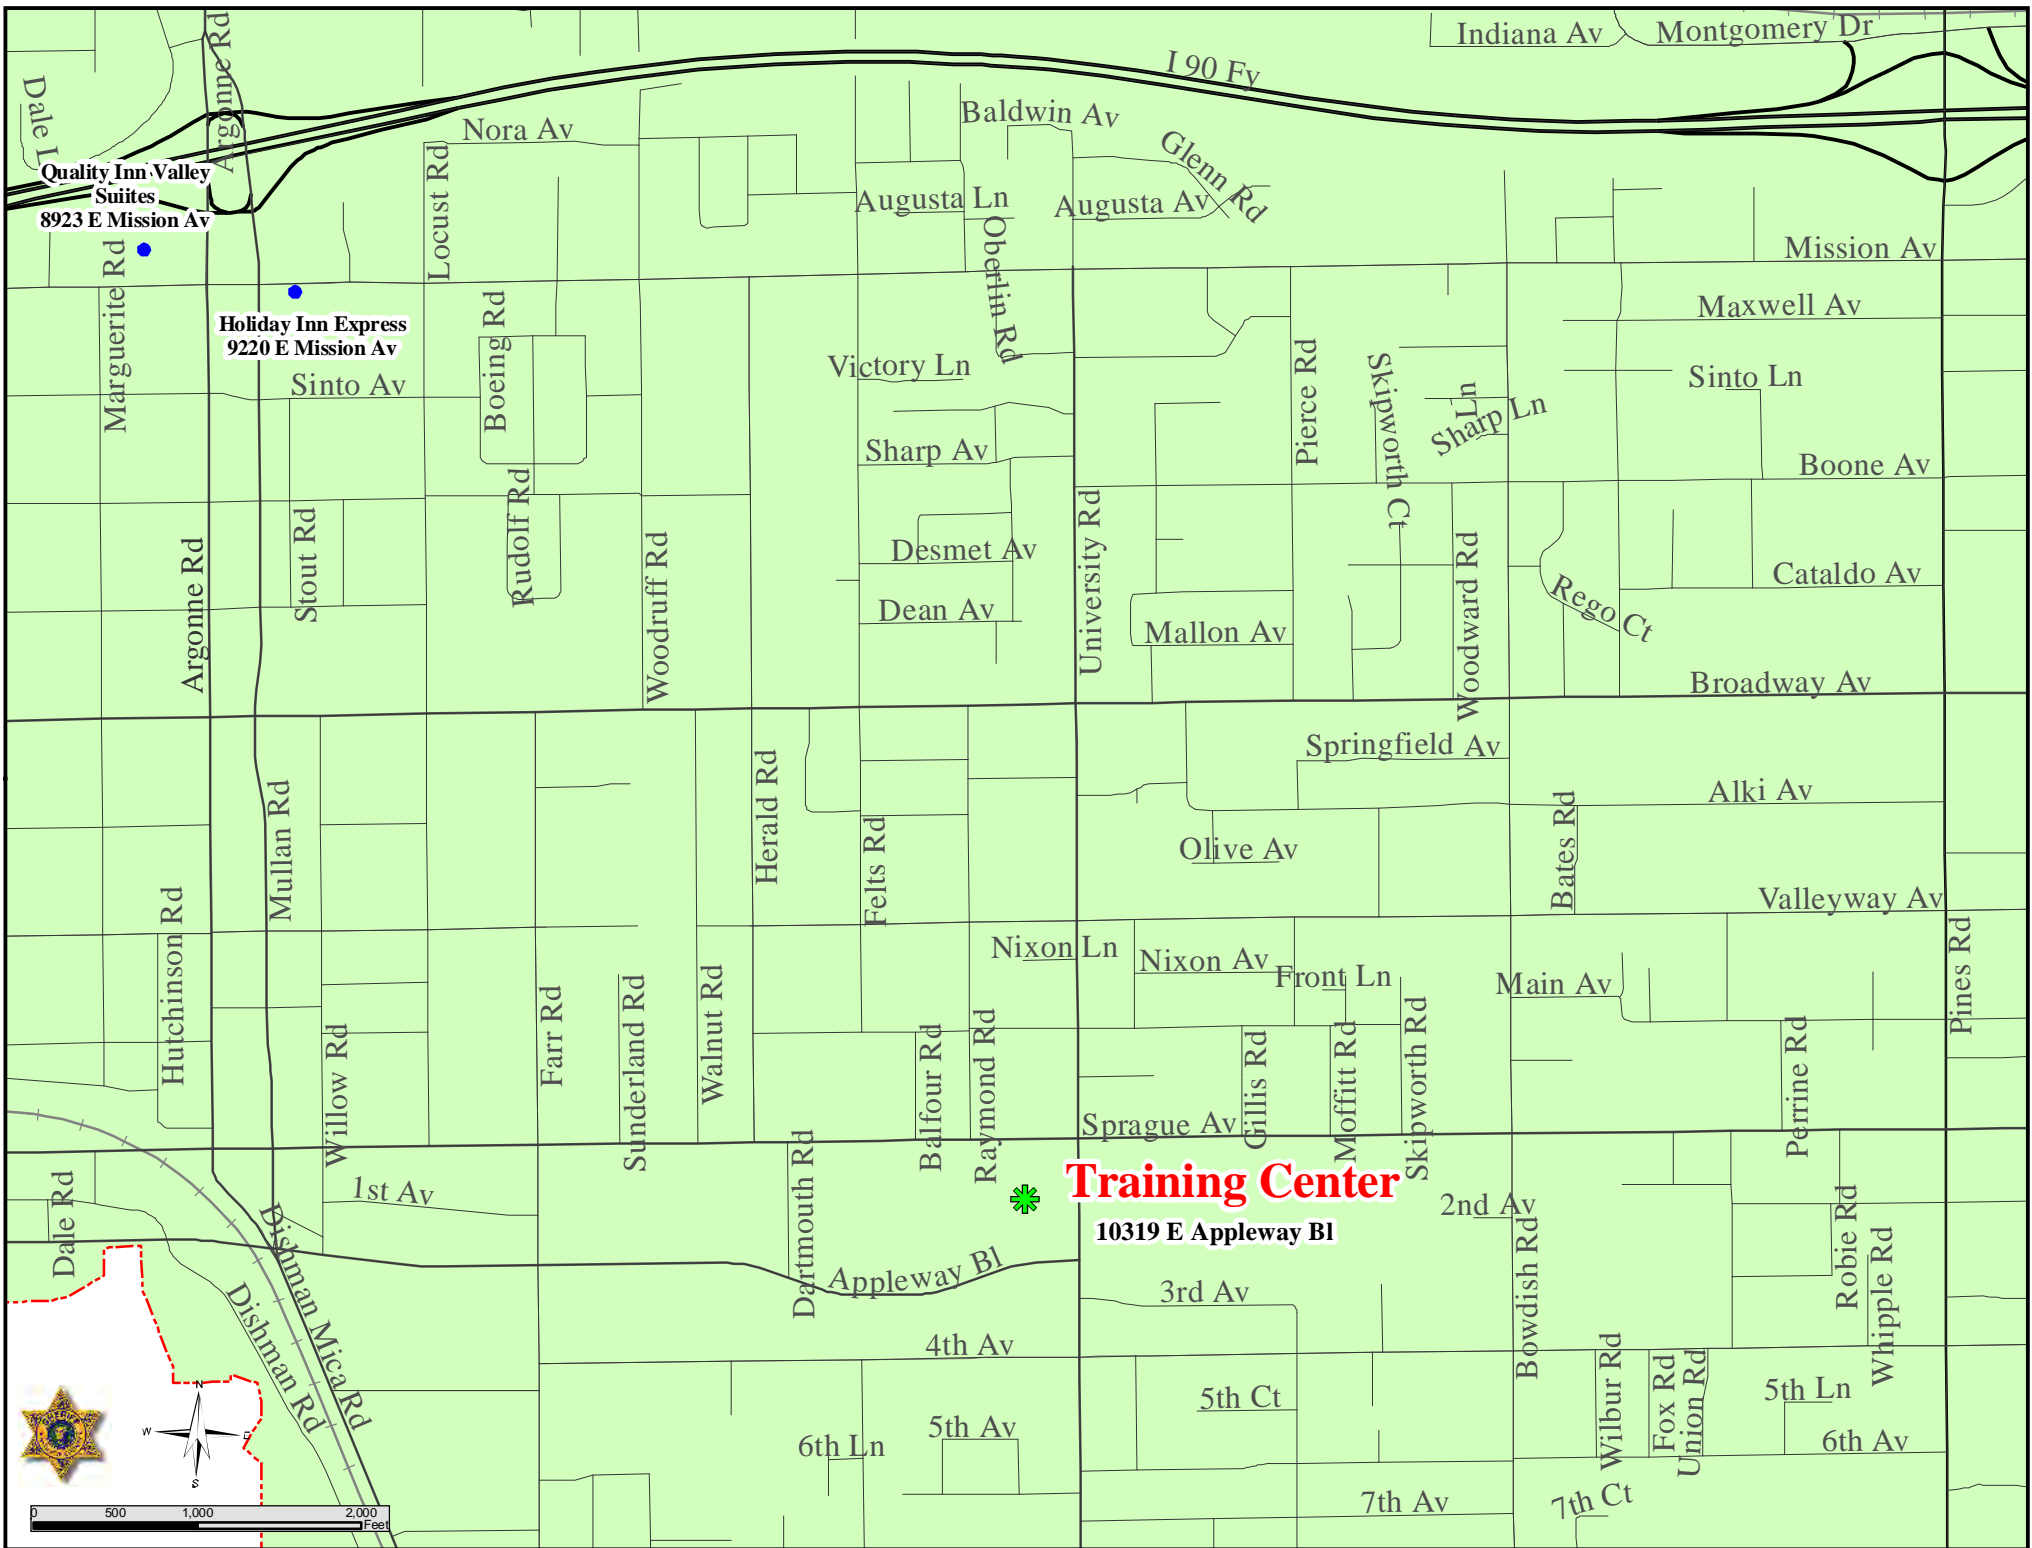 Indiana Av
Montgomery Dr
Argonne Rd
I 90 Fy
Dale L
Argonne Rd
Nora Av
Baldwin Av
Glenn Rd
Quality Inn Valley
Suiites
8923 E Mission Av
Locust Rd
Augusta Ln
Augusta Av
Oberlin Rd
Mission Av
Marguerite Rd
Holiday Inn Express
9220 E Mission Av
Boeing Rd
Maxwell Av
Sinto Av
Victory Ln
Pierce Rd
Skipworth Ct
Ln
Sharp Ln
Sinto Ln
Sharp Av
Boone Av
Argonne Rd
Stout Rd
Rudolf Rd
Woodruff Rd
Desmet Av
University Rd
Woodward Rd
Cataldo Av
Rego Ct
Dean Av
Mallon Av
Broadway Av
Springfield Av
Mullan Rd
Herald Rd
Felts Rd
Alki Av
Olive Av
Bates Rd
Valleyway Av
Hutchinson Rd
Nixon Ln
Nixon Av
Front Ln
Main Av
Pines Rd
Willow Rd
Farr Rd
Sunderland Rd
Walnut Rd
Balfour Rd
Raymond Rd
Gillis Rd
Moffitt Rd
Skipworth Rd
Perrine Rd
Sprague Av
Training Center
10319 E Appleway Bl
Dale Rd
1st Av
Dartmouth Rd
2nd Av
Bowdish Rd
Robie Rd
Whipple Rd
Dishman Mica Rd
Dishman Rd
Appleway Bl
3rd Av
4th Av
Wilbur Rd
Fox Rd
Union Rd
5th Ct
5th Ln
5th Av
6th Ln
6th Av
7th Av
7th Ct
SHERIFF
N
W
E
S
0 500 1,000 2,000
Feet